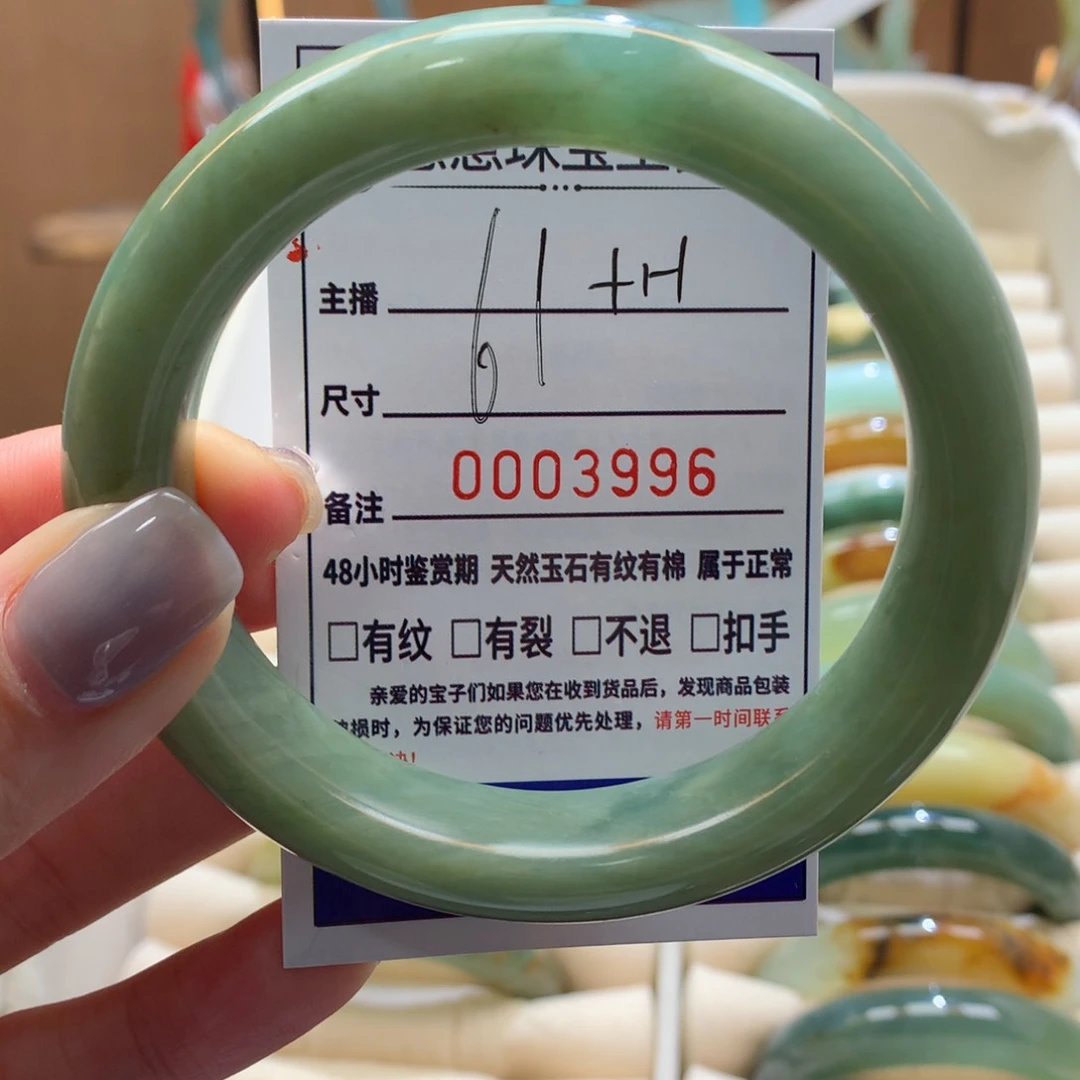 主播 61 +H
尺寸
备注 0003996
48小时鉴赏期 天然玉石有纹有棉 属于正常
□有纹 □有裂 □不退 □扣手
亲爱的宝子们如果您在收到货品后，发现商品包装
损时，为保证您的问题优先处理，请第一时间联系